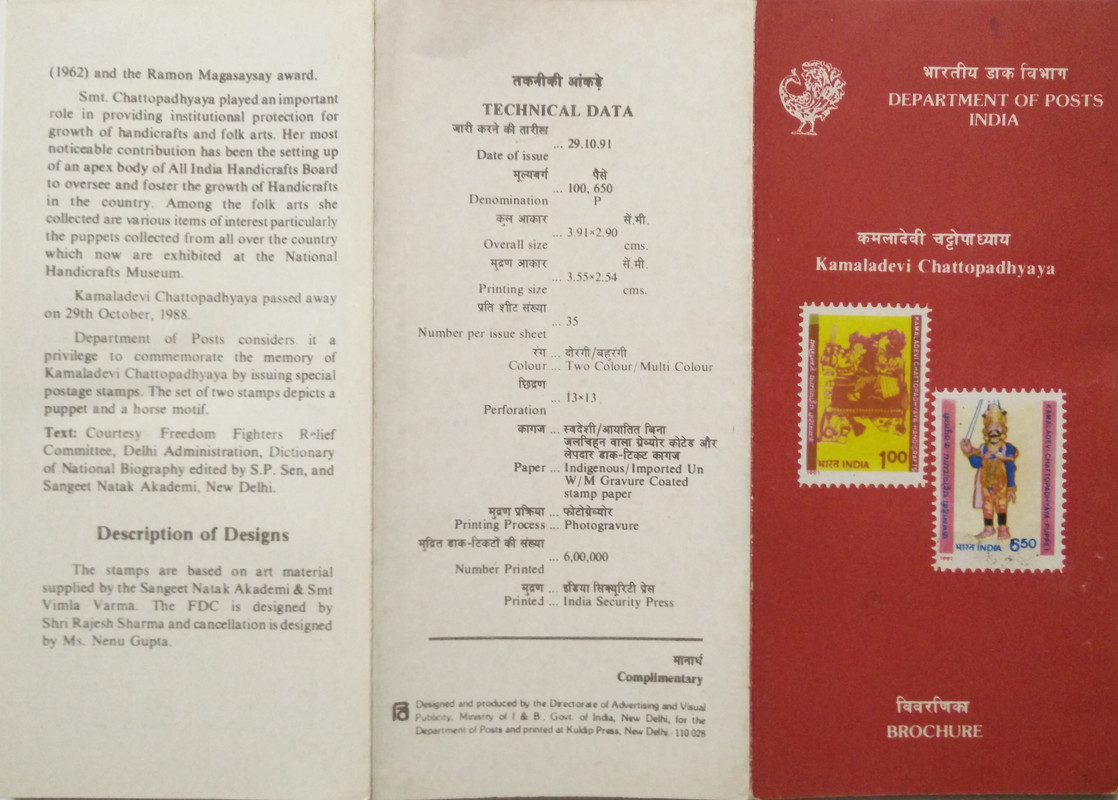 (1962) and the Ramon Magasaysay award.
Smt. Chattopadhyaya played an important
role in providing institutional protection for
growth of handicrafts and folk arts. Her most
noticeable contribution has been the setting up
of an apex body of All India Handicrafts Board
to oversee and foster the growth of Handicrafts
in the country. Among the folk arts she
collected are various items of interest particularly
the puppets collected from all over the country
which now are exhibited at the National
Handicrafts Museum.
Kamaladevi Chattopadhyaya passed away
on 29th October, 1988.
Department of Posts considers it a
privilege to commemorate the memory of
Kamaladevi Chattopadhyaya by issuing special
postage stamps. The set of two stamps depicts a
puppet and a horse motif.
Text: Courtesy Freedom Fighters Relief
Committee, Delhi Administration, Dictionary
of National Biography edited by S.P. Sen, and
Sangeet Natak Akademi, New Delhi.
Description of Designs
The stamps are based on art material
supplied by the Sangeet Natak Akademi & Smt
Vimla Varma. The FDC is designed by
Shri Rajesh Sharma and cancellation is designed
by Ms. Nenu Gupta.
तकनीकी आंकड़े
TECHNICAL DATA
जारी करने की तारीख
... 29.10.91
Date of issue
मूल्यवर्ग पैसे
... 100, 650
Denomination P
कुल आकार सें.मी.
... 3.91×2.90
Overall size cms.
मुद्रण आकार सें.मी.
... 3.55×2.54
Printing size cms.
प्रति शीट संख्या
... 35
Number per issue sheet
रंग ... दोरंगी/बहुरंगी
Colour ... Two Colour/Multi Colour
छिद्रण
... 13×13
Perforation
कागज ... स्वदेशी/आयातित बिना
जलचिहन वाला ग्रेव्योर कोटेड और
लेपदार डाक-टिकट कागज
Paper ... Indigenous/Imported Un
W/M Gravure Coated
stamp paper
मुद्रण प्रक्रिया ... फोटोग्रेव्योर
Printing Process ... Photogravure
मुद्रित डाक-टिकटों की संख्या
... 6,00,000
Number Printed
मुद्रण ... इंडिया सिक्यूरिटी प्रेस
Printed ... India Security Press
मानार्थ
Complimentary
Designed and produced by the Directorate of Advertising and Visual
Publicity, Ministry of I & B., Govt. of India, New Delhi, for the
Department of Posts and printed at Kuldip Press, New Delhi-110 028
भारतीय डाक विभाग
DEPARTMENT OF POSTS
INDIA
कमलादेवी चट्टोपाध्याय
Kamaladevi Chattopadhyaya
KAMALADEVI CHATTOPADHYAYA-HANDICRAFTS
भारत INDIA 1.00
1991
KAMALADEVI CHATTOPADHYAYA-PUPPET
भारत INDIA 6.50
1991
विवरणिका
BROCHURE